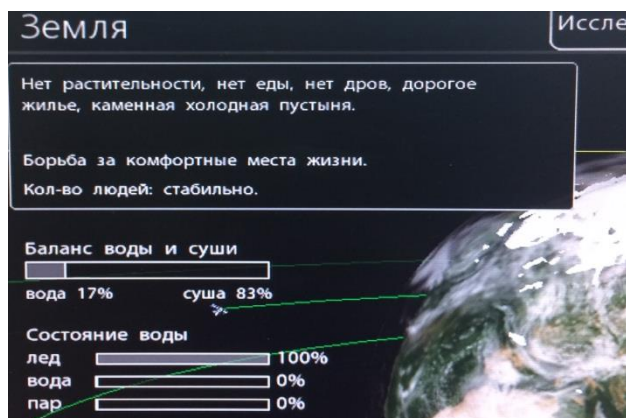 Земля
Иссле
Нет растительности, нет еды, нет дров, дорогое
жилье, каменная холодная пустыня.
Борьба за комфортные места жизни.
Кол-во людей: стабильно.
Баланс воды и суши
вода 17% суша 83%
Состояние воды
лед 100%
вода 0%
пар 0%